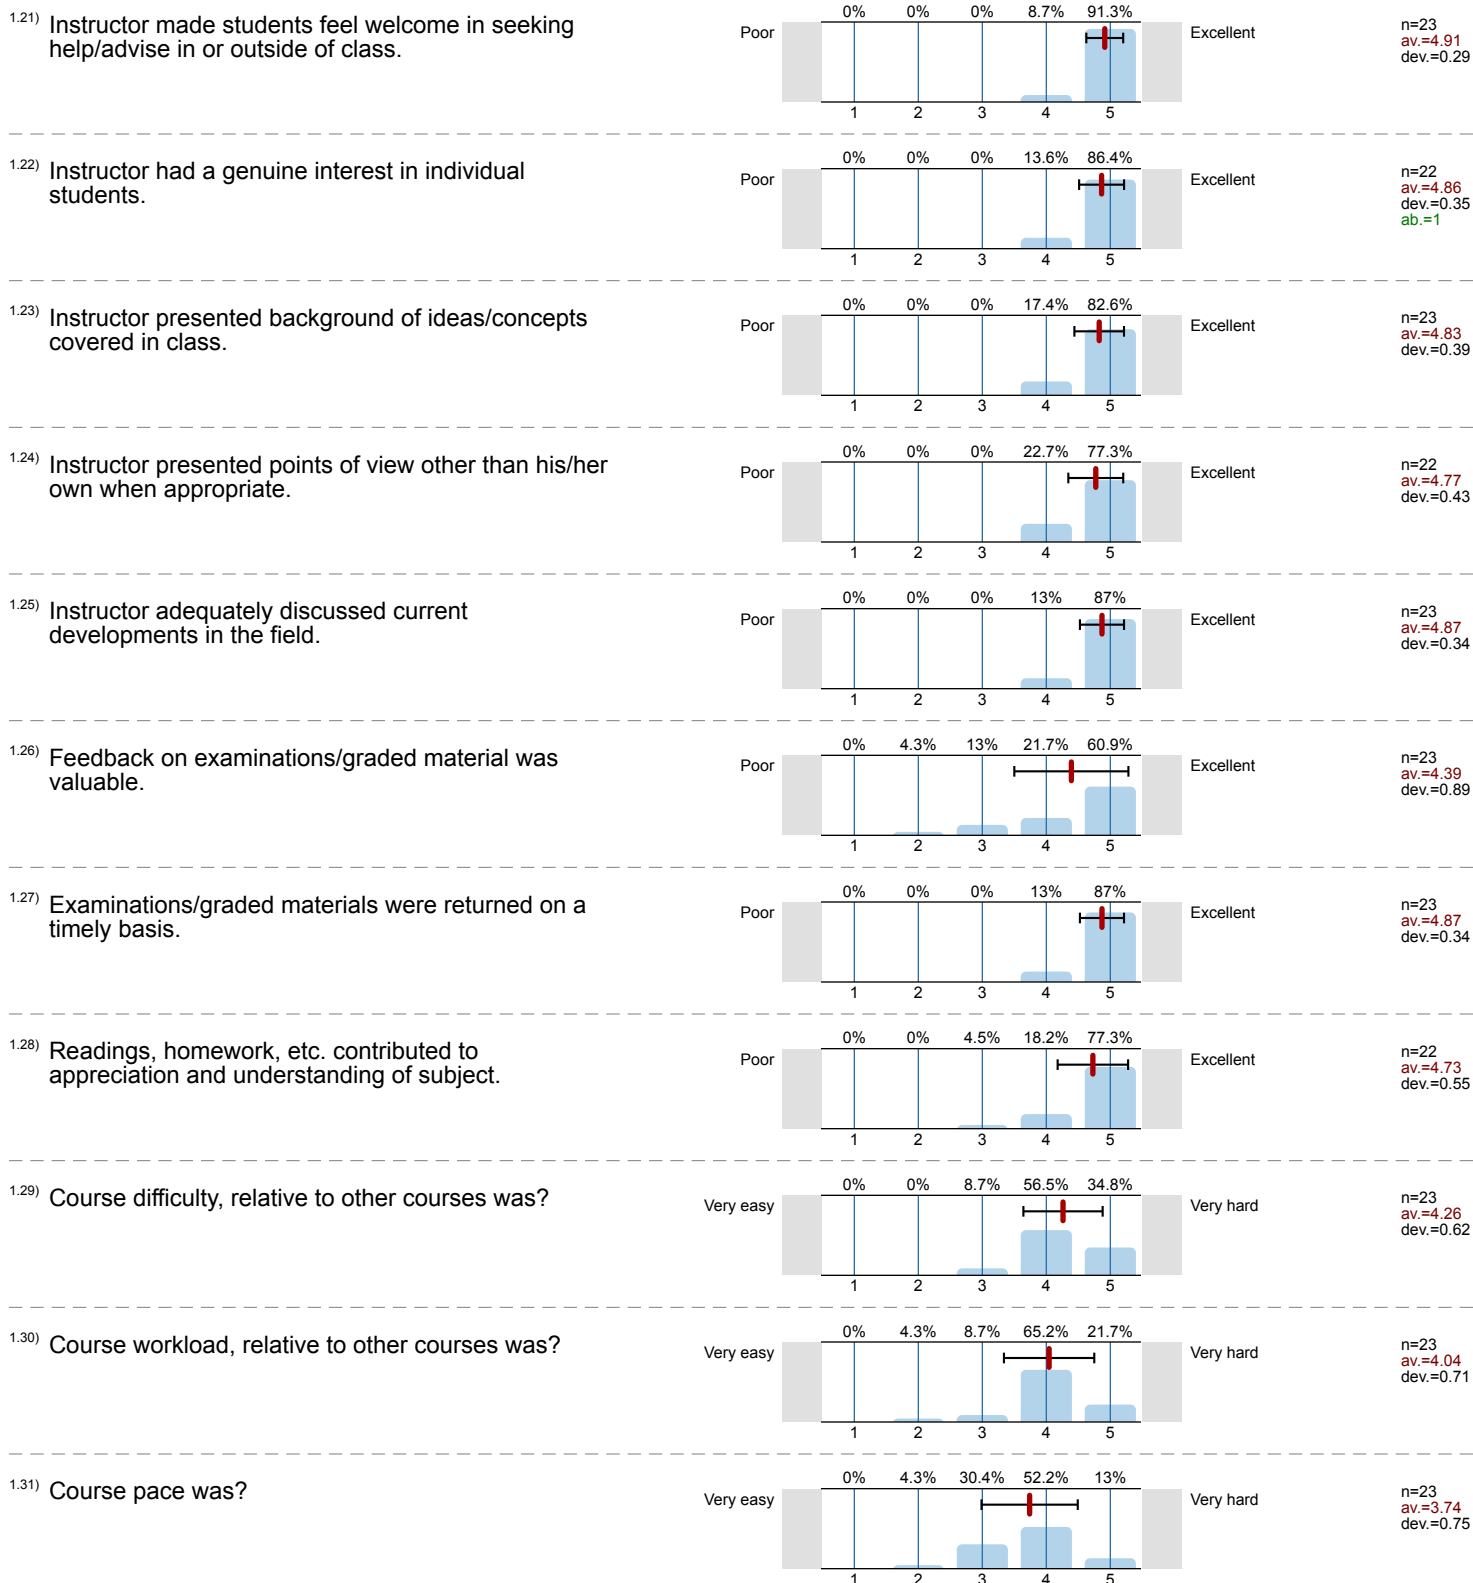 1.21) Instructor made students feel welcome in seeking
help/advise in or outside of class.
0% 0% 0% 8.7% 91.3%
Poor Excellent
1 2 3 4 5
n=23
av.=4.91
dev.=0.29
1.22) Instructor had a genuine interest in individual
students.
0% 0% 0% 13.6% 86.4%
Poor Excellent
1 2 3 4 5
n=22
av.=4.86
dev.=0.35
ab.=1
1.23) Instructor presented background of ideas/concepts
covered in class.
0% 0% 0% 17.4% 82.6%
Poor Excellent
1 2 3 4 5
n=23
av.=4.83
dev.=0.39
1.24) Instructor presented points of view other than his/her
own when appropriate.
0% 0% 0% 22.7% 77.3%
Poor Excellent
1 2 3 4 5
n=22
av.=4.77
dev.=0.43
1.25) Instructor adequately discussed current
developments in the field.
0% 0% 0% 13% 87%
Poor Excellent
1 2 3 4 5
n=23
av.=4.87
dev.=0.34
1.26) Feedback on examinations/graded material was
valuable.
0% 4.3% 13% 21.7% 60.9%
Poor Excellent
1 2 3 4 5
n=23
av.=4.39
dev.=0.89
1.27) Examinations/graded materials were returned on a
timely basis.
0% 0% 0% 13% 87%
Poor Excellent
1 2 3 4 5
n=23
av.=4.87
dev.=0.34
1.28) Readings, homework, etc. contributed to
appreciation and understanding of subject.
0% 0% 4.5% 18.2% 77.3%
Poor Excellent
1 2 3 4 5
n=22
av.=4.73
dev.=0.55
1.29) Course difficulty, relative to other courses was?
0% 0% 8.7% 56.5% 34.8%
Very easy Very hard
1 2 3 4 5
n=23
av.=4.26
dev.=0.62
1.30) Course workload, relative to other courses was?
0% 4.3% 8.7% 65.2% 21.7%
Very easy Very hard
1 2 3 4 5
n=23
av.=4.04
dev.=0.71
1.31) Course pace was?
0% 4.3% 30.4% 52.2% 13%
Very easy Very hard
1 2 3 4 5
n=23
av.=3.74
dev.=0.75